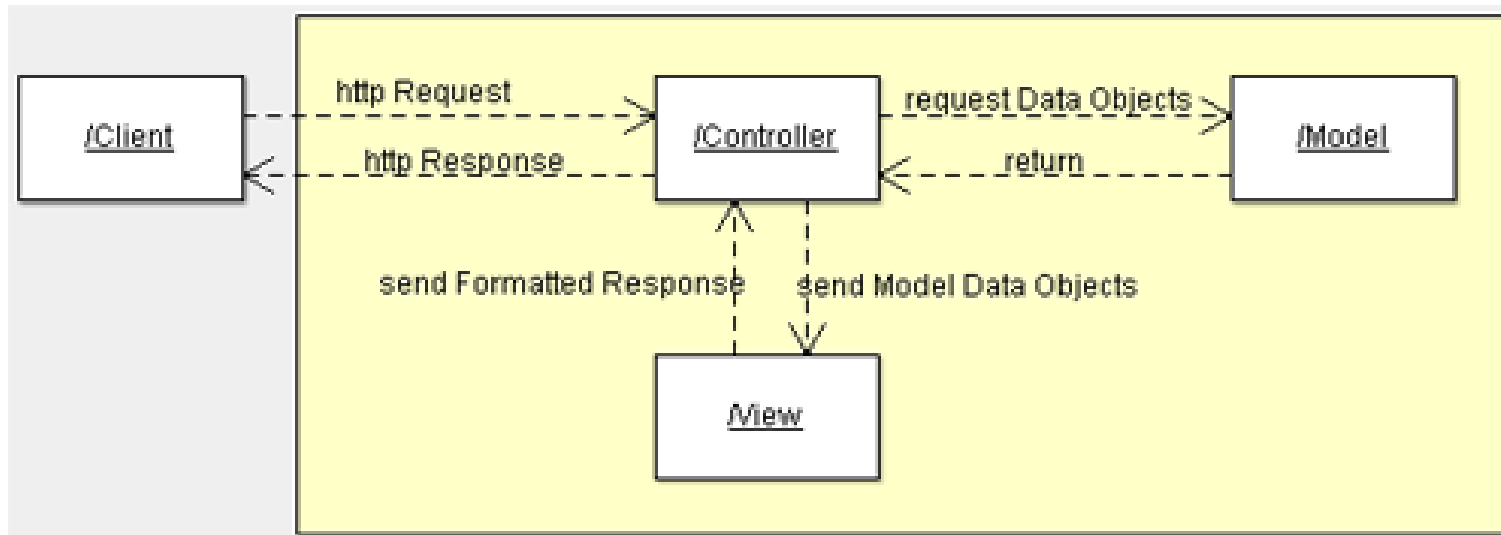 http Request
request Data Objects
/Client
/Controller
/Model
http Response
return
send Formatted Response
send Model Data Objects
/View